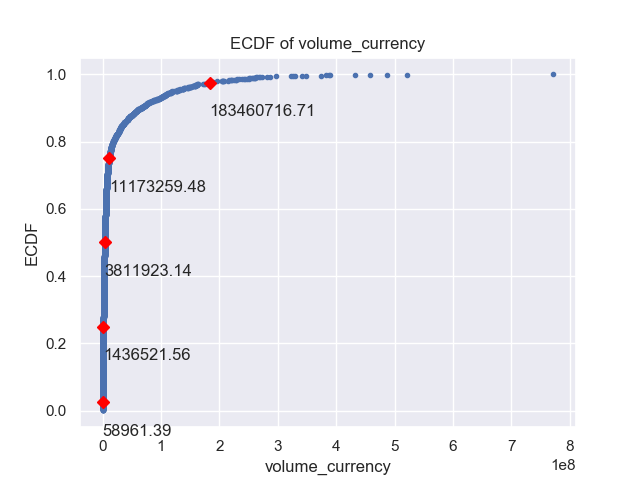 ECDF of volume_currency
1.0
183460716.71
0.8
11173259.48
0.6
ECDF
3811923.14
0.4
1436521.56
0.2
0.0
58961.39
0 1 2 3 4 5 6 7 8
1e8
volume_currency